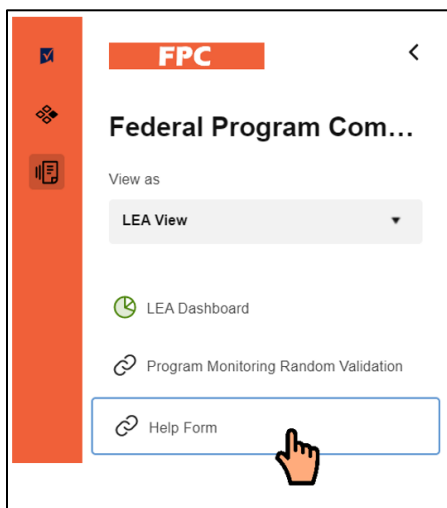 FPC
Federal Program Com...
View as
LEA View
LEA Dashboard
Program Monitoring Random Validation
Help Form